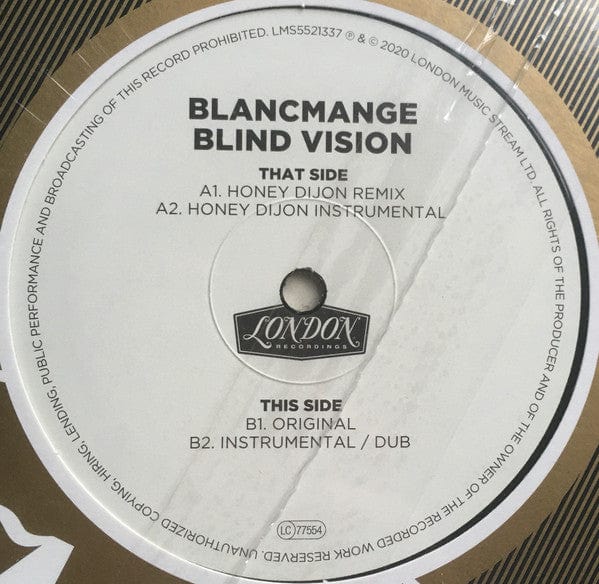 BLANCMANGE
BLIND VISION
THAT SIDE
A1. HONEY DIJON REMIX
A2. HONEY DIJON INSTRUMENTAL
LONDON
RECORDINGS
THIS SIDE
B1. ORIGINAL
B2. INSTRUMENTAL / DUB
LC 77554
LMS5521337 ℗ & © 2020 LONDON MUSIC STREAM LTD. ALL RIGHTS OF THE PRODUCER AND OF THE OWNER OF THE RECORDED WORK RESERVED. UNAUTHORIZED COPYING, HIRING, LENDING, PUBLIC PERFORMANCE AND BROADCASTING OF THIS RECORD PROHIBITED.